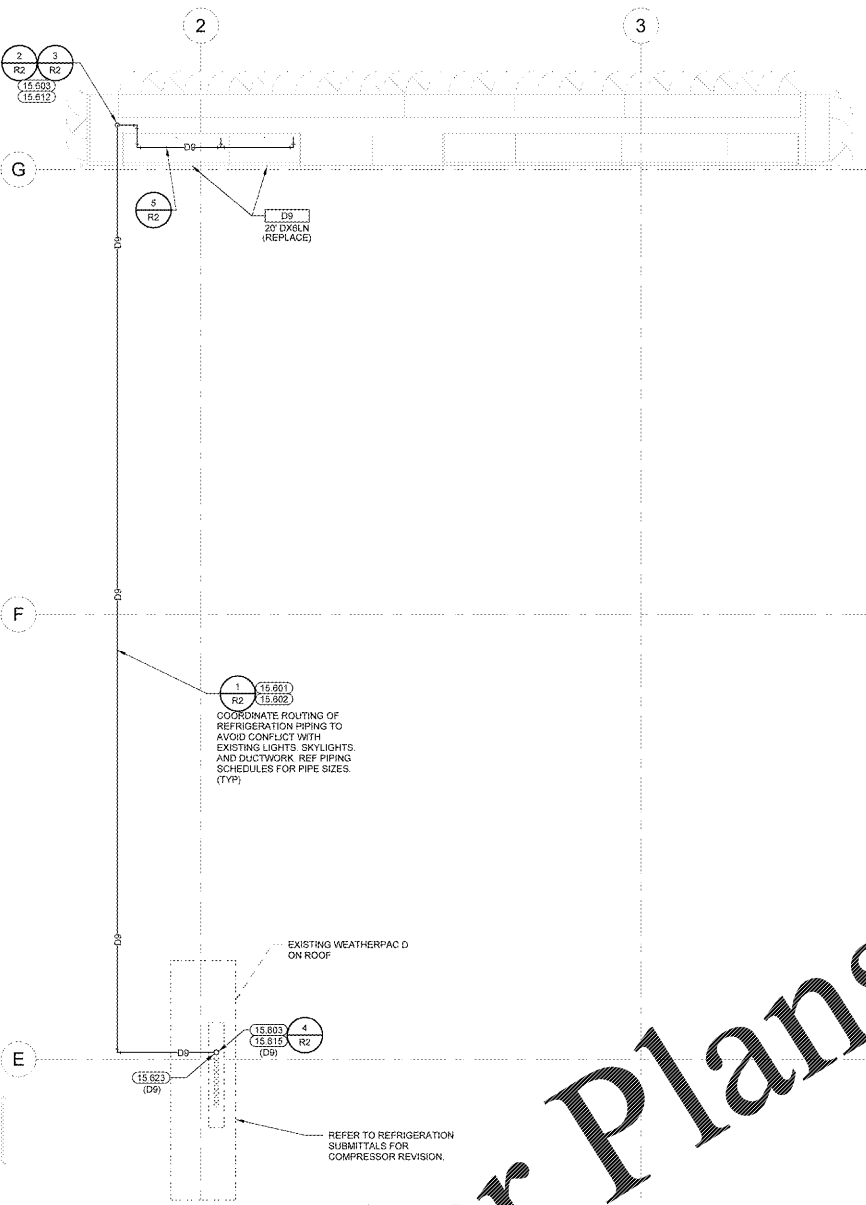 2
3
2
R2
3
R2
15.603
15.612
D9
G
5
R2
D9
20' DX6LN
(REPLACE)
D9
D9
F
1
R2
15.601
15.602
COORDINATE ROUTING OF
REFRIGERATION PIPING TO
AVOID CONFLICT WITH
EXISTING LIGHTS, SKYLIGHTS,
AND DUCTWORK. REF PIPING
SCHEDULES FOR PIPE SIZES.
(TYP)
D9
EXISTING WEATHERPAC D
ON ROOF
15.603
15.615
(D9)
4
R2
E
D9
15.623
(D9)
REFER TO REFRIGERATION
SUBMITTALS FOR
COMPRESSOR REVISION.
r Plans